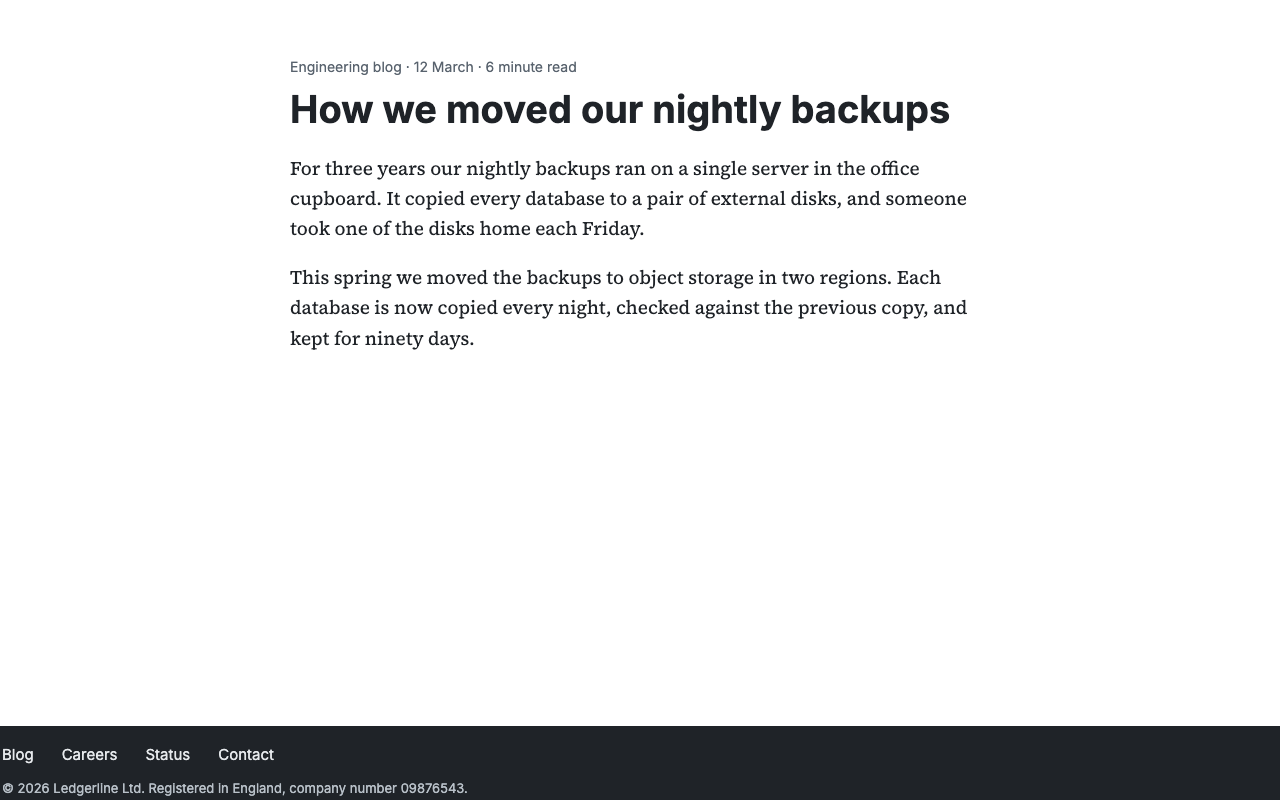 Engineering blog · 12 March · 6 minute read
How we moved our nightly backups
For three years our nightly backups ran on a single server in the office
cupboard. It copied every database to a pair of external disks, and someone
took one of the disks home each Friday.
This spring we moved the backups to object storage in two regions. Each
database is now copied every night, checked against the previous copy, and
kept for ninety days.
Blog Careers Status Contact
© 2026 Ledgerline Ltd. Registered in England, company number 09876543.